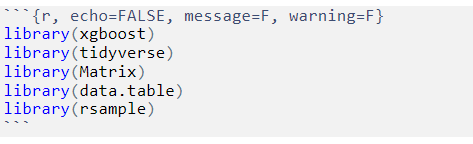 ```{r, echo=FALSE, message=F, warning=F}
library(xgboost)
library(tidyverse)
library(Matrix)
library(data.table)
library(rsample)
```